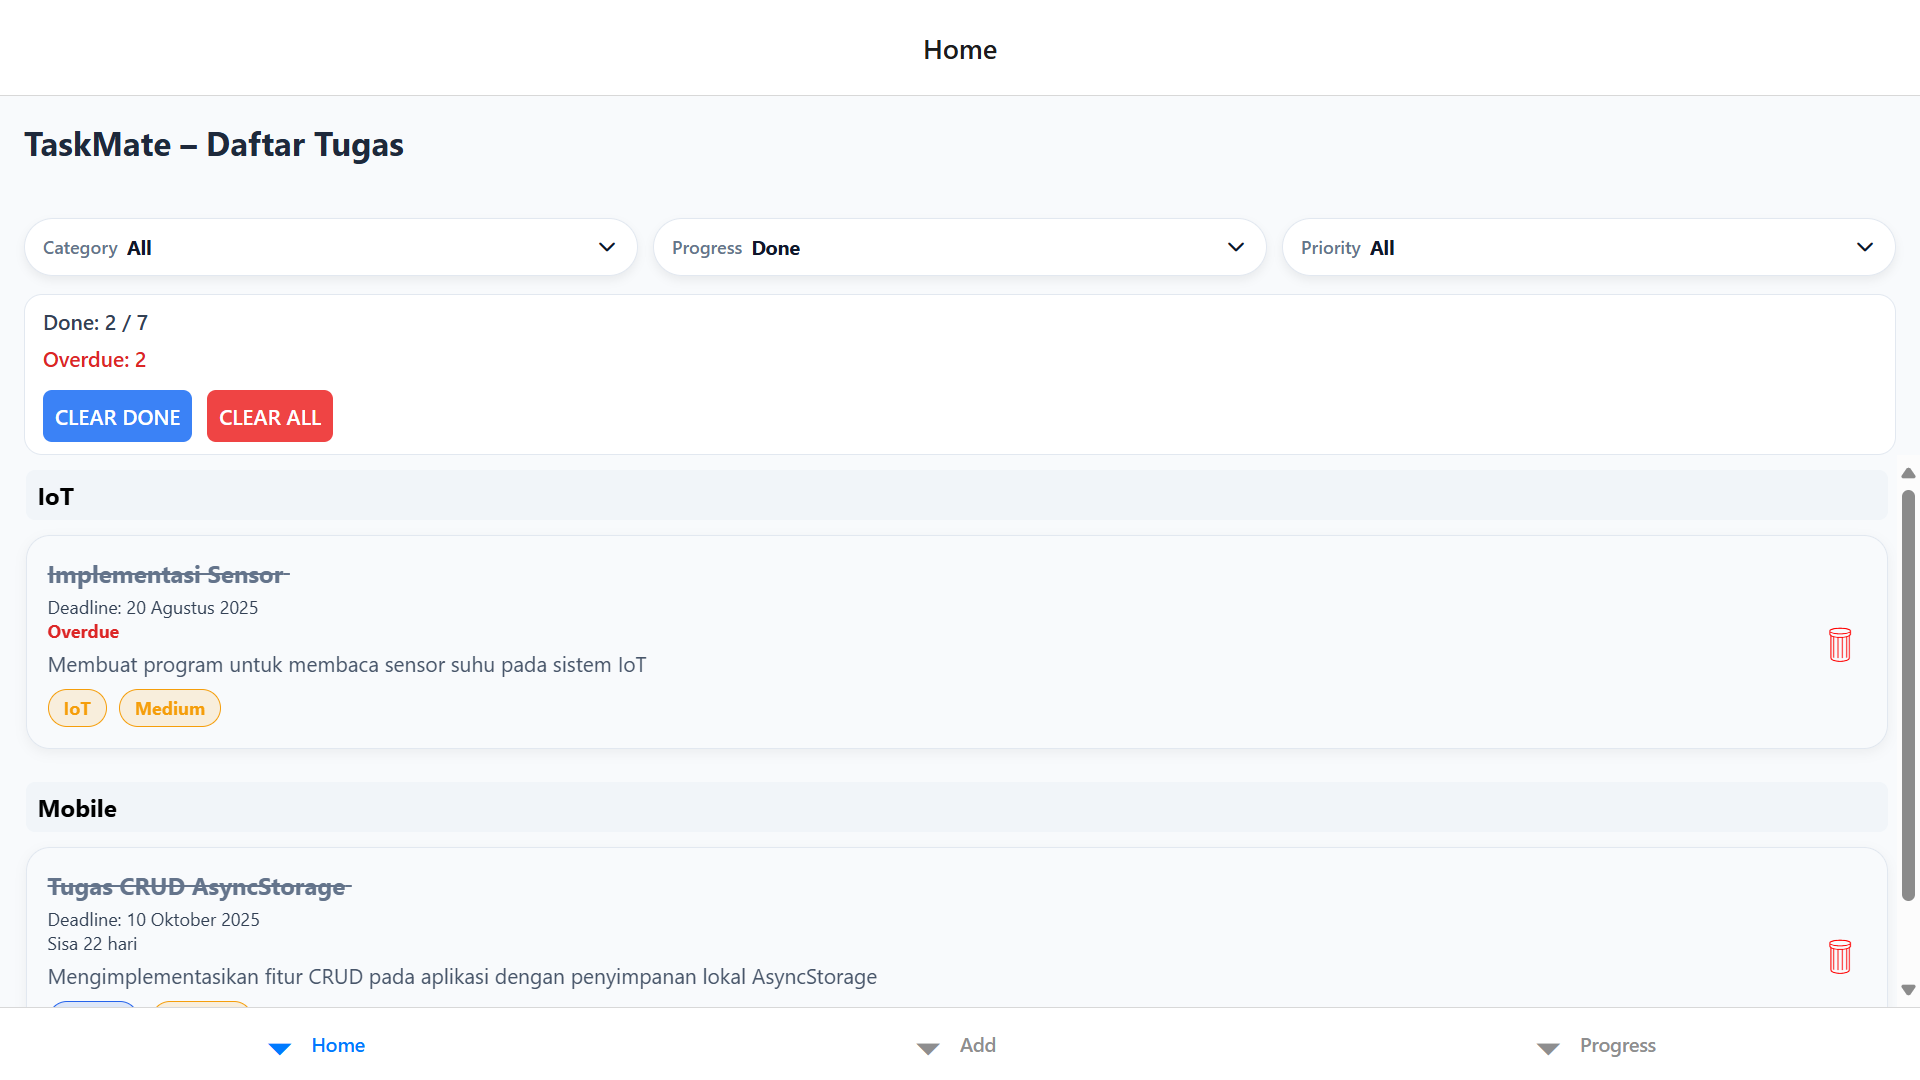 Home
TaskMate – Daftar Tugas
Category All
Progress Done
Priority All
Done: 2 / 7
Overdue: 2
CLEAR DONE
CLEAR ALL
IoT
Implementasi Sensor
Deadline: 20 Agustus 2025
Overdue
Membuat program untuk membaca sensor suhu pada sistem IoT
IoT
Medium
Mobile
Tugas CRUD AsyncStorage
Deadline: 10 Oktober 2025
Sisa 22 hari
Mengimplementasikan fitur CRUD pada aplikasi dengan penyimpanan lokal AsyncStorage
Home
Add
Progress